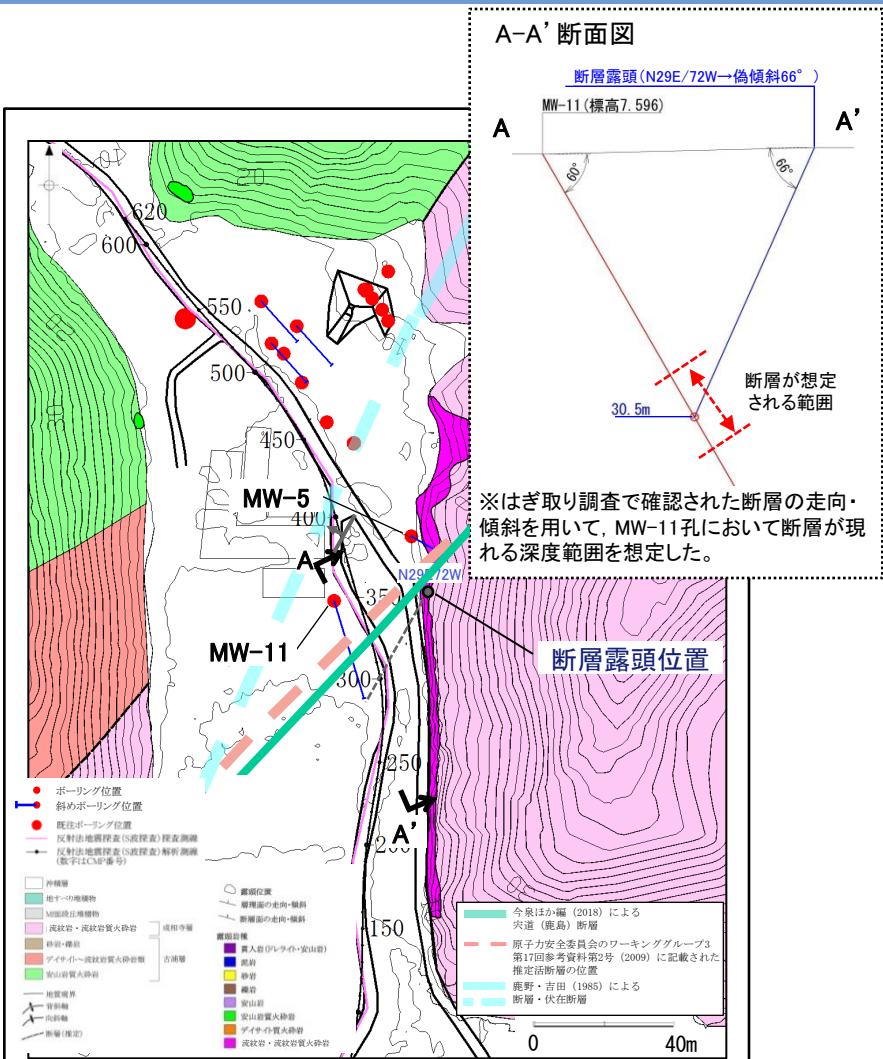 A-A’断面図
断層露頭(N29E/72W→偽傾斜66°)
MW-11(標高7.596)
A
A’
60°
66°
断層が想定
される範囲
30.5m
※はぎ取り調査で確認された断層の走向・
傾斜を用いて，MW-11孔において断層が現
れる深度範囲を想定した。
20
620
600
550
500
450
MW-5
400
A
N29E/72W
350
MW-11
断層露頭位置
300
250
A’
200
150
ボーリング位置
斜めボーリング位置
既往ボーリング位置
反射法地震探査(S波探査)探査測線
反射法地震探査(S波探査)解析測線
(数字はCMP番号)
沖積層
地すべり堆積物
M面段丘堆積物
流紋岩・流紋岩質火砕岩
成相寺層
砂岩・礫岩
デイサイト～流紋岩質火砕岩類
古浦層
安山岩質火砕岩
地質境界
背斜軸
向斜軸
断層(推定)
露頭位置
層理面の走向・傾斜
断層面の走向・傾斜
露頭岩種
貫入岩(ドレライト・安山岩)
泥岩
砂岩
礫岩
安山岩
安山岩質火砕岩
デイサイト質火砕岩
流紋岩・流紋岩質火砕岩
今泉ほか編（2018）による
宍道（鹿島）断層
原子力安全委員会のワーキンググループ3
第17回参考資料第2号（2009）に記載された
推定活断層の位置
鹿野・吉田（1985）による
断層・伏在断層
0
40m